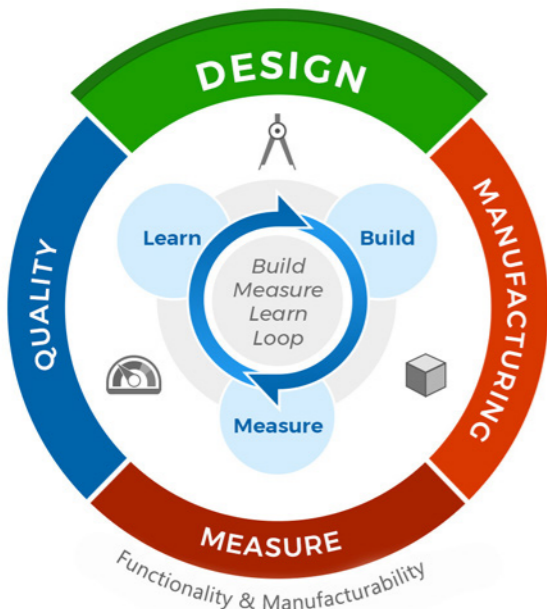 DESIGN
Learn
Build
Build
Measure
Learn
Loop
QUALITY
MANUFACTURING
Measure
MEASURE
Functionality & Manufacturability